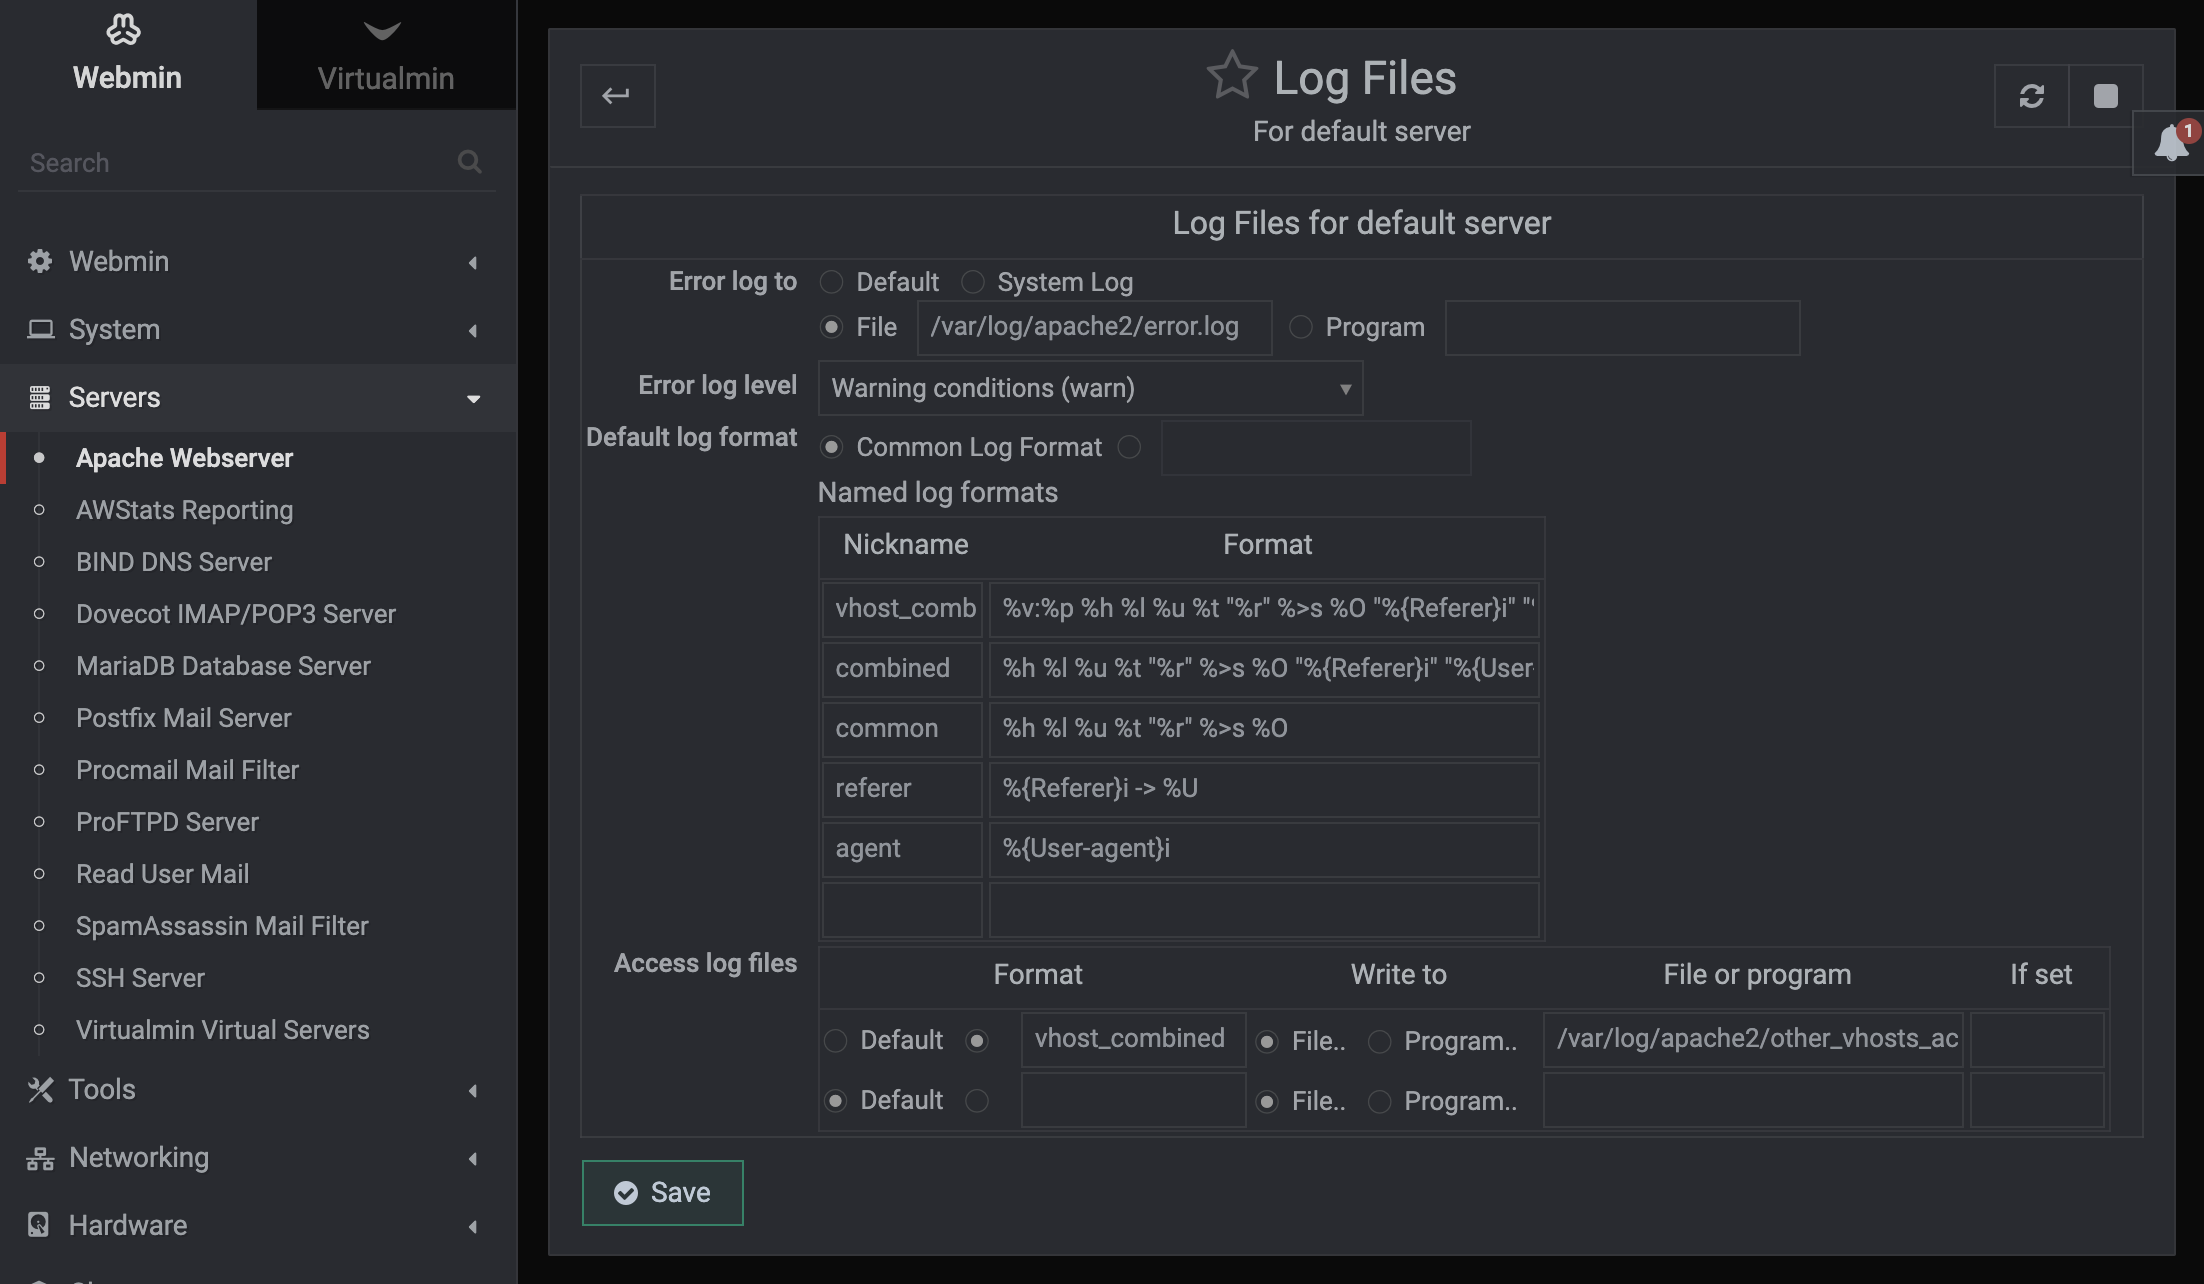 Webmin
Virtualmin
Search
Webmin
System
Servers
Apache Webserver
AWStats Reporting
BIND DNS Server
Dovecot IMAP/POP3 Server
MariaDB Database Server
Postfix Mail Server
Procmail Mail Filter
ProFTPD Server
Read User Mail
SpamAssassin Mail Filter
SSH Server
Virtualmin Virtual Servers
Tools
Networking
Hardware
Log Files
For default server
1
Log Files for default server
Error log to Default System Log
File /var/log/apache2/error.log Program
Error log level Warning conditions (warn)
Default log format Common Log Format
Named log formats
Nickname Format
vhost_comb %v:%p %h %l %u %t "%r" %>s %O "%{Referer}i"
combined %h %l %u %t "%r" %>s %O "%{Referer}i" "%{User-
common %h %l %u %t "%r" %>s %O
referer %{Referer}i -> %U
agent %{User-agent}i
Access log files Format Write to File or program If set
Default vhost_combined File.. Program.. /var/log/apache2/other_vhosts_ac
Default File.. Program..
Save